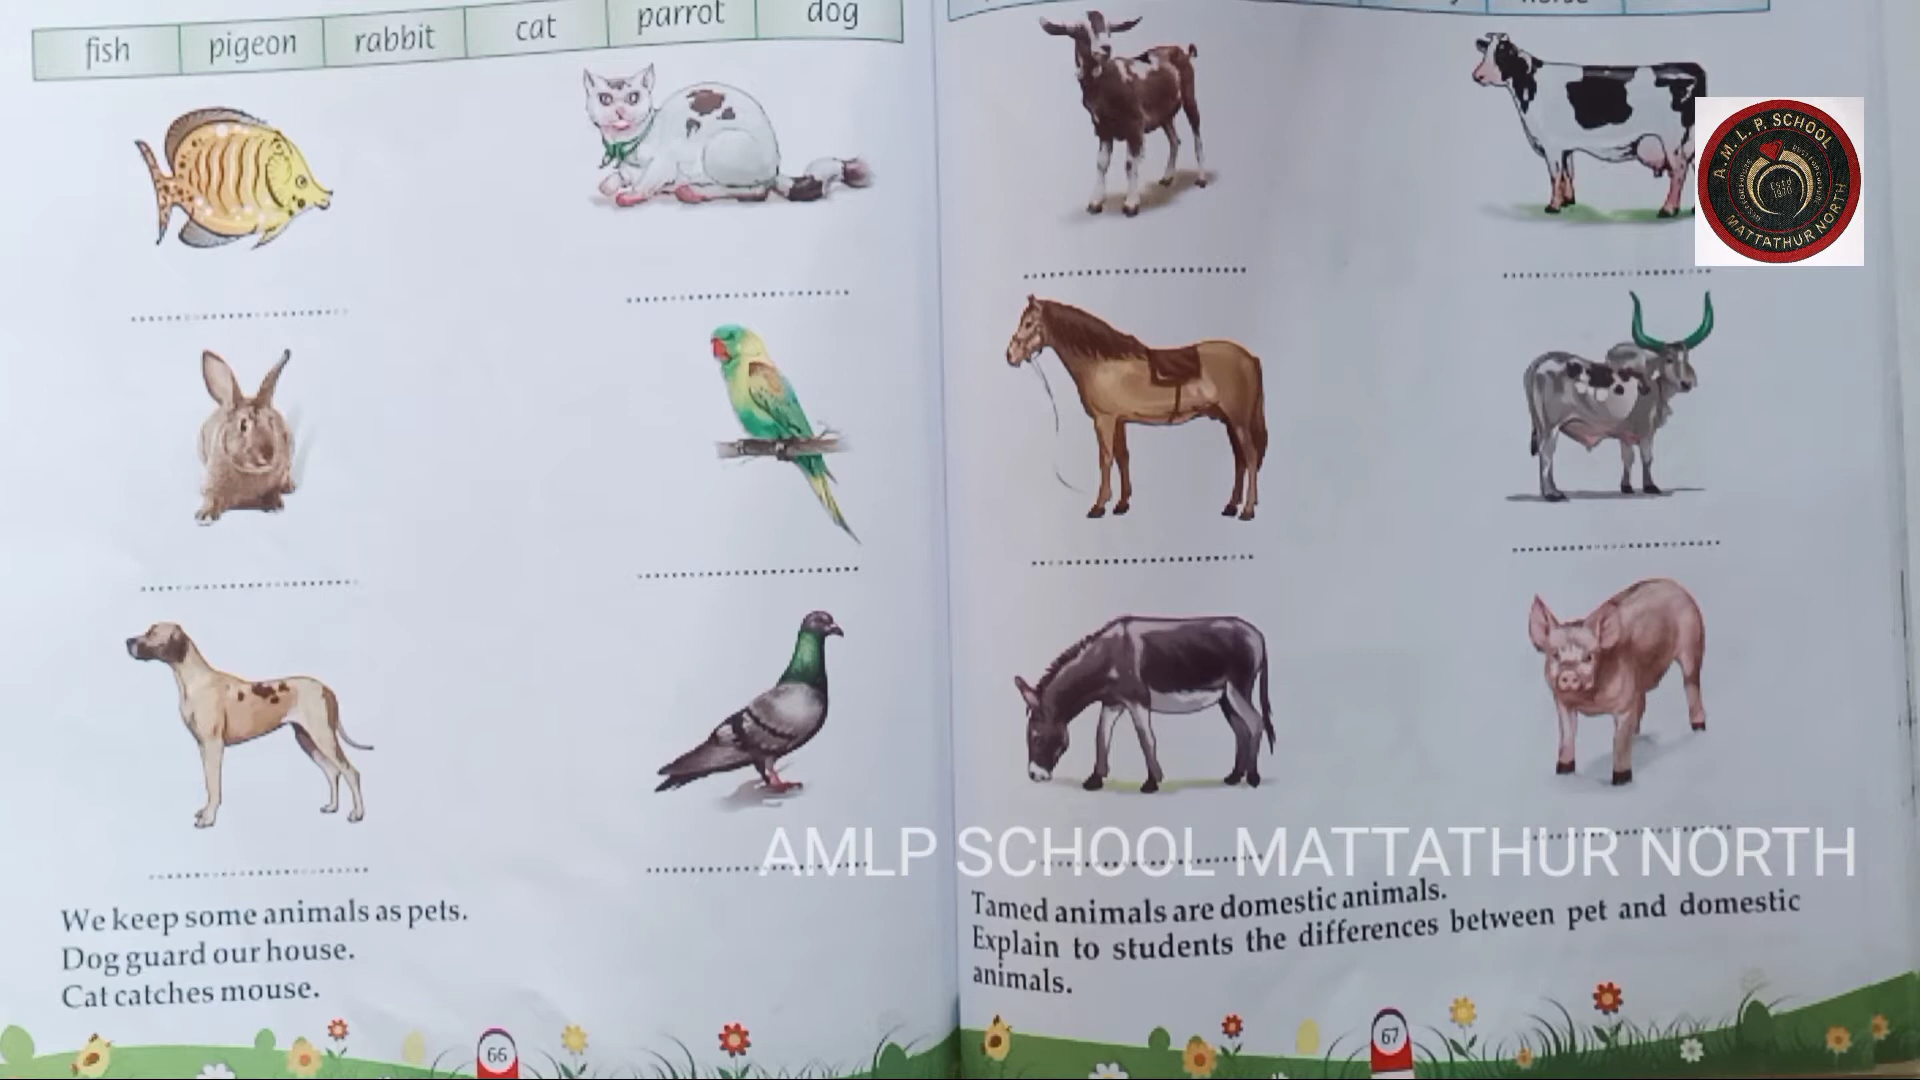 fish pigeon rabbit cat parrot dog
A.M.L.P. SCHOOL
Estd
MATTATHUR NORTH
AMLP SCHOOL MATTATHUR NORTH
We keep some animals as pets.
Dog guard our house.
Cat catches mouse.
66
Tamed animals are domestic animals.
Explain to students the differences between pet and domestic
animals.
67